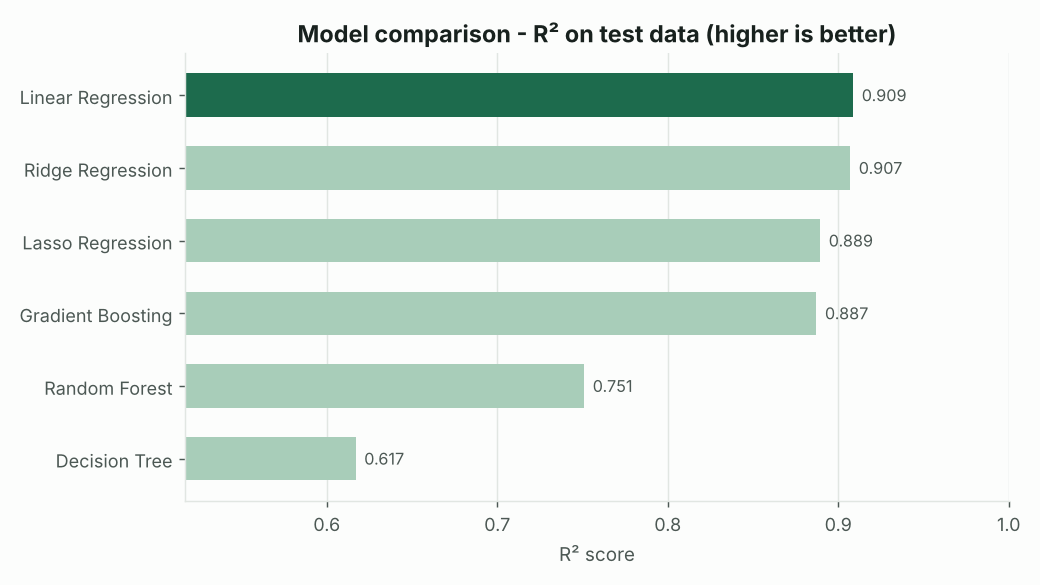 Model comparison - R² on test data (higher is better)
Linear Regression 0.909
Ridge Regression 0.907
Lasso Regression 0.889
Gradient Boosting 0.887
Random Forest 0.751
Decision Tree 0.617
0.6 0.7 0.8 0.9 1.0
R² score